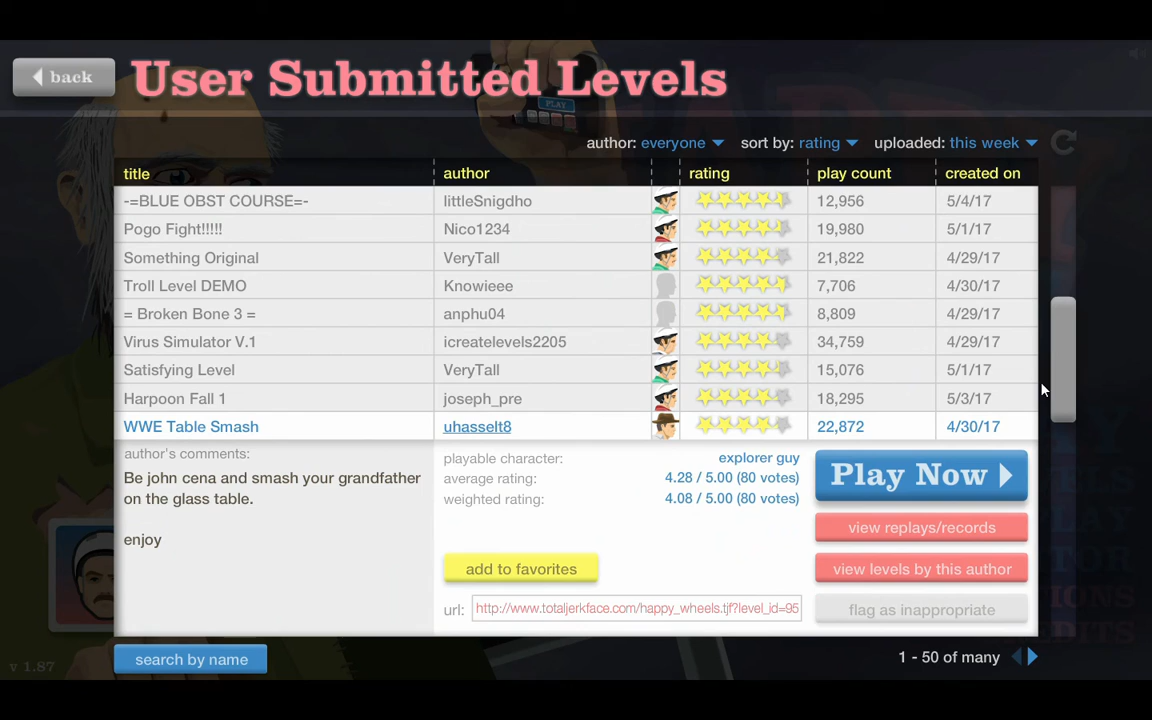 back
User Submitted Levels
PLAY
author: everyone sort by: rating uploaded: this week
title author rating play count created on
-=BLUE OBST COURSE=- littleSnigdho 12,956 5/4/17
Pogo Fight!!!!! Nico1234 19,980 5/1/17
Something Original VeryTall 21,822 4/29/17
Troll Level DEMO Knowieee 7,706 4/30/17
= Broken Bone 3 = anphu04 8,809 4/29/17
Virus Simulator V.1 icreatelevels2205 34,759 4/29/17
Satisfying Level VeryTall 15,076 5/1/17
Harpoon Fall 1 joseph_pre 18,295 5/3/17
WWE Table Smash uhasselt8 22,872 4/30/17
author's comments:
Be john cena and smash your grandfather
on the glass table.
enjoy
playable character: explorer guy
average rating: 4.28 / 5.00 (80 votes)
weighted rating: 4.08 / 5.00 (80 votes)
add to favorites
url: http://www.totaljerkface.com/happy_wheels.tjf?level_id=95
Play Now
view replays/records
view levels by this author
flag as inappropriate
v 1.87
search by name
1 - 50 of many